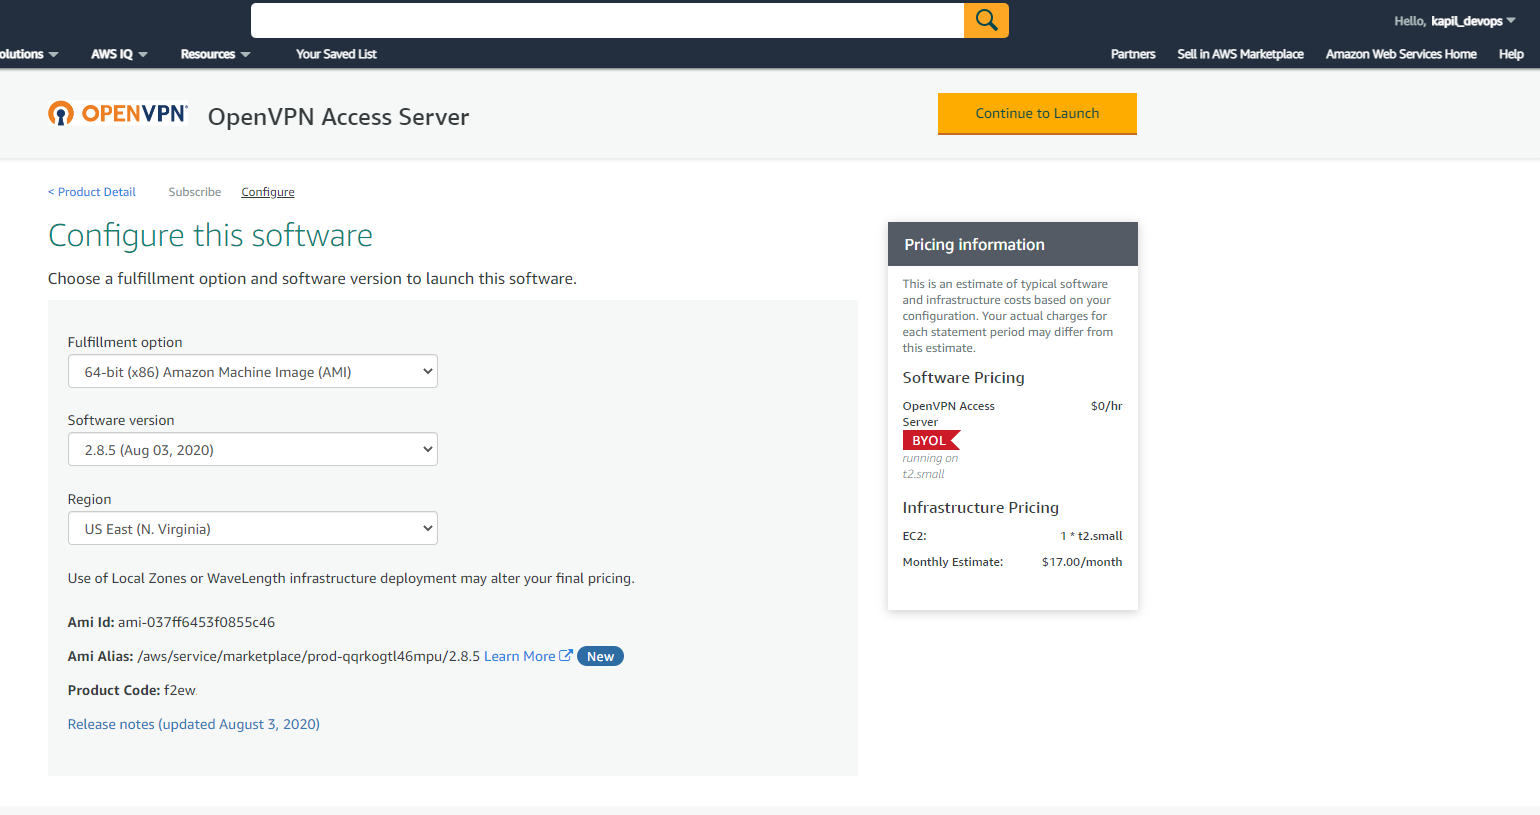 Hello, kapil_devops
AWS IQ Resources Your Saved List Partners Sell in AWS Marketplace Amazon Web Services Home Help
OPENVPN OpenVPN Access Server Continue to Launch
< Product Detail Subscribe Configure
Configure this software
Choose a fulfillment option and software version to launch this software.
Fulfillment option
64-bit (x86) Amazon Machine Image (AMI)
Software version
2.8.5 (Aug 03, 2020)
Region
US East (N. Virginia)
Use of Local Zones or WaveLength infrastructure deployment may alter your final pricing.
Ami Id: ami-037ff6453f0855c46
Ami Alias: /aws/service/marketplace/prod-qqrkogtl46mpu/2.8.5 Learn More New
Product Code: f2ew
Release notes (updated August 3, 2020)
Pricing information
This is an estimate of typical software
and infrastructure costs based on your
configuration. Your actual charges for
each statement period may differ from
this estimate.
Software Pricing
OpenVPN Access $0/hr
Server
BYOL
running on
t2.small
Infrastructure Pricing
EC2: 1 * t2.small
Monthly Estimate: $17.00/month